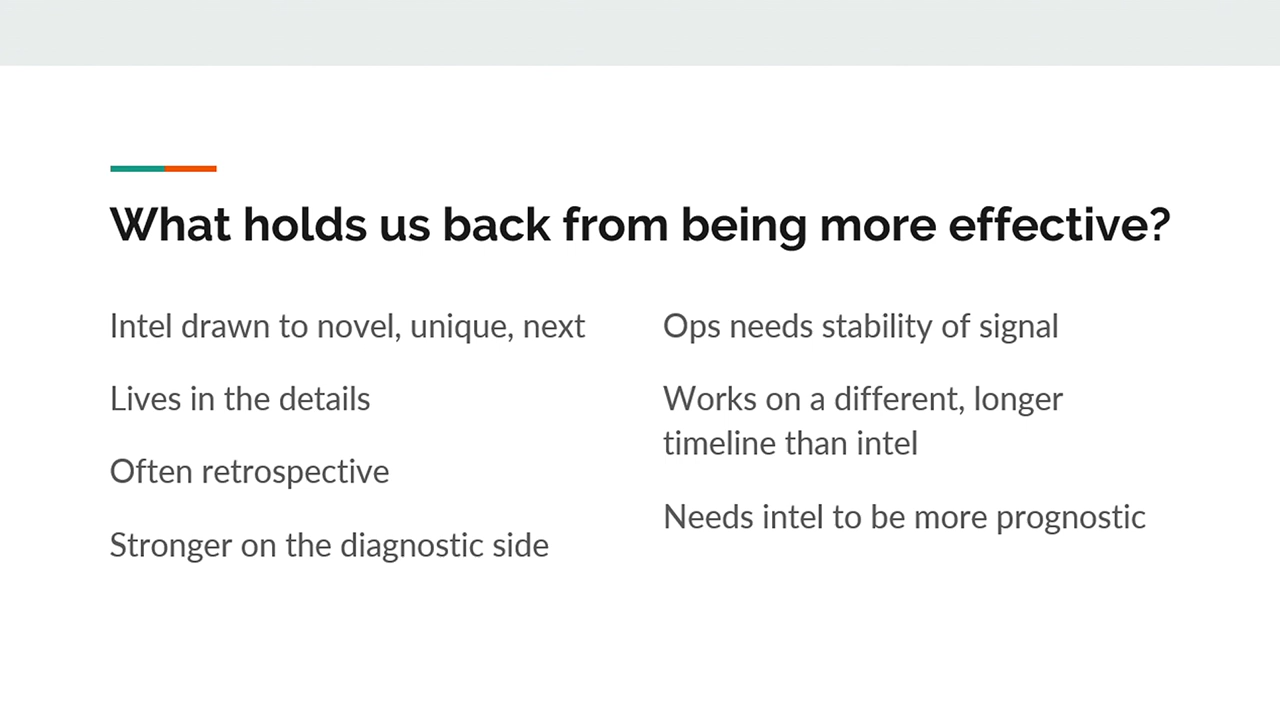 What holds us back from being more effective?
Intel drawn to novel, unique, next
Lives in the details
Often retrospective
Stronger on the diagnostic side
Ops needs stability of signal
Works on a different, longer
timeline than intel
Needs intel to be more prognostic